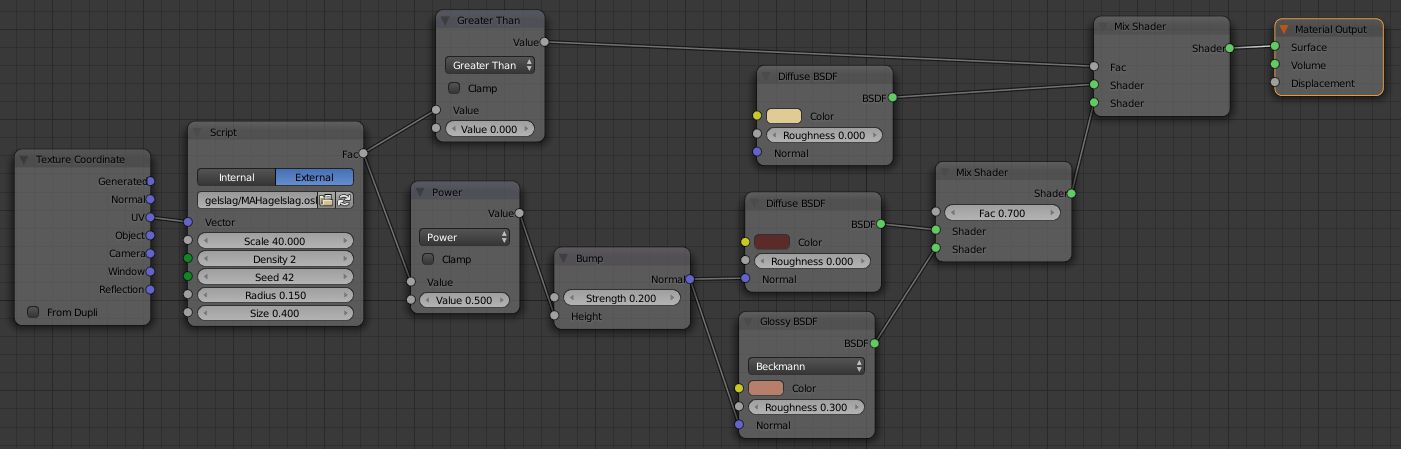 Texture Coordinate
Generated
Normal
UV
Object
Camera
Window
Reflection
From Dupli
Script
Fac
Internal External
gelslag/MAHagelslag.osl
Vector
Scale 40.000
Density 2
Seed 42
Radius 0.150
Size 0.400
Greater Than
Value
Greater Than
Clamp
Value
Value 0.000
Power
Value
Power
Clamp
Value
Value 0.500
Bump
Normal
Strength 0.200
Height
Diffuse BSDF
BSDF
Color
Roughness 0.000
Normal
Diffuse BSDF
BSDF
Color
Roughness 0.000
Normal
Glossy BSDF
BSDF
Beckmann
Color
Roughness 0.300
Normal
Mix Shader
Shader
Fac 0.700
Shader
Shader
Mix Shader
Shader
Fac
Shader
Shader
Material Output
Surface
Volume
Displacement